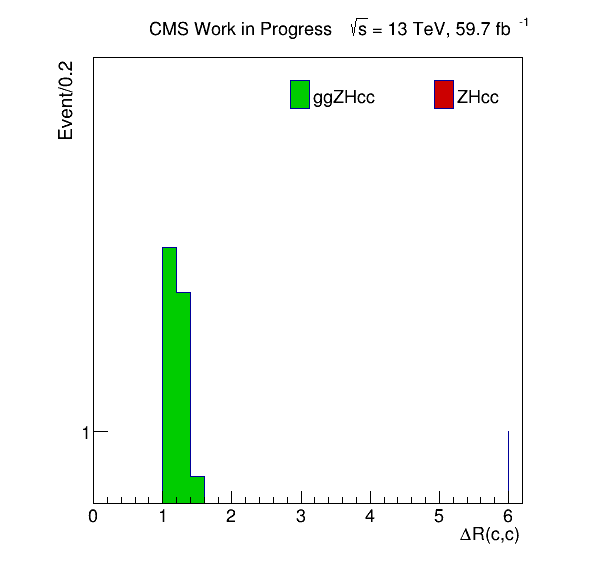 CMS Work in Progress √s = 13 TeV, 59.7 fb -1
Event/0.2
ggZHcc ZHcc
1
0 1 2 3 4 5 6
ΔR(c,c)